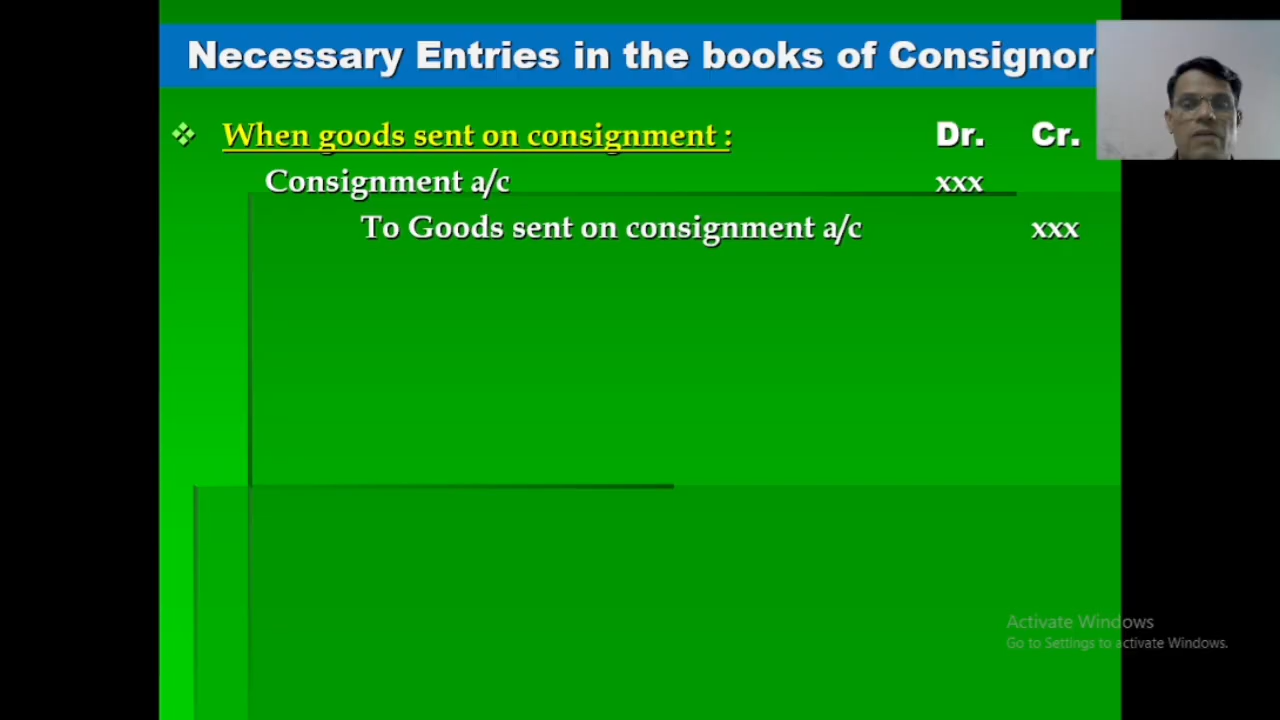 Necessary Entries in the books of Consignor
When goods sent on consignment : Dr. Cr.
Consignment a/c xxx
To Goods sent on consignment a/c xxx
Activate Windows
Go to Settings to activate Windows.